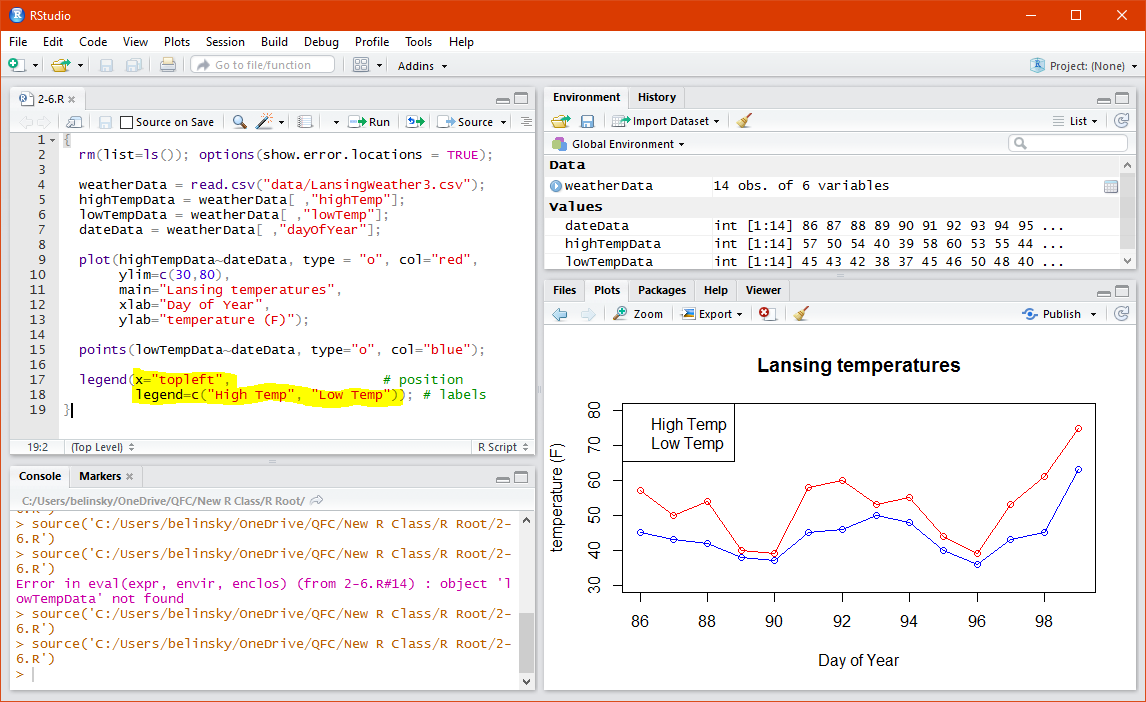 RStudio
File Edit Code View Plots Session Build Debug Profile Tools Help
Go to file/function Addins Project: (None)
2-6.R
Source on Save Run Source
1 {
2 rm(list=ls()); options(show.error.locations = TRUE);
3
4 weatherData = read.csv("data/LansingWeather3.csv");
5 highTempData = weatherData[ ,"highTemp"];
6 lowTempData = weatherData[ ,"lowTemp"];
7 dateData = weatherData[ ,"dayOfYear"];
8
9 plot(highTempData~dateData, type = "o", col="red",
10 ylim=c(30,80),
11 main="Lansing temperatures",
12 xlab="Day of Year",
13 ylab="temperature (F)");
14
15 points(lowTempData~dateData, type="o", col="blue");
16
17 legend(x="topleft", # position
18 legend=c("High Temp", "Low Temp")); # labels
19 }
19:2 (Top Level) R Script
Console Markers
C:/Users/belinsky/OneDrive/QFC/New R Class/R Root/
6.R')
> source('C:/Users/belinsky/OneDrive/QFC/New R Class/R Root/2-
6.R')
> source('C:/Users/belinsky/OneDrive/QFC/New R Class/R Root/2-
6.R')
Error in eval(expr, envir, enclos) (from 2-6.R#14) : object 'l
owTempData' not found
> source('C:/Users/belinsky/OneDrive/QFC/New R Class/R Root/2-
6.R')
> source('C:/Users/belinsky/OneDrive/QFC/New R Class/R Root/2-
6.R')
>
Environment History
Import Dataset List
Global Environment
Data
weatherData 14 obs. of 6 variables
Values
dateData int [1:14] 86 87 88 89 90 91 92 93 94 95 ...
highTempData int [1:14] 57 50 54 40 39 58 60 53 55 44 ...
lowTempData int [1:14] 45 43 42 38 37 45 46 50 48 40 ...
Files Plots Packages Help Viewer
Zoom Export Publish
Lansing temperatures
High Temp
Low Temp
temperature (F)
80
70
60
50
40
30
86 88 90 92 94 96 98
Day of Year